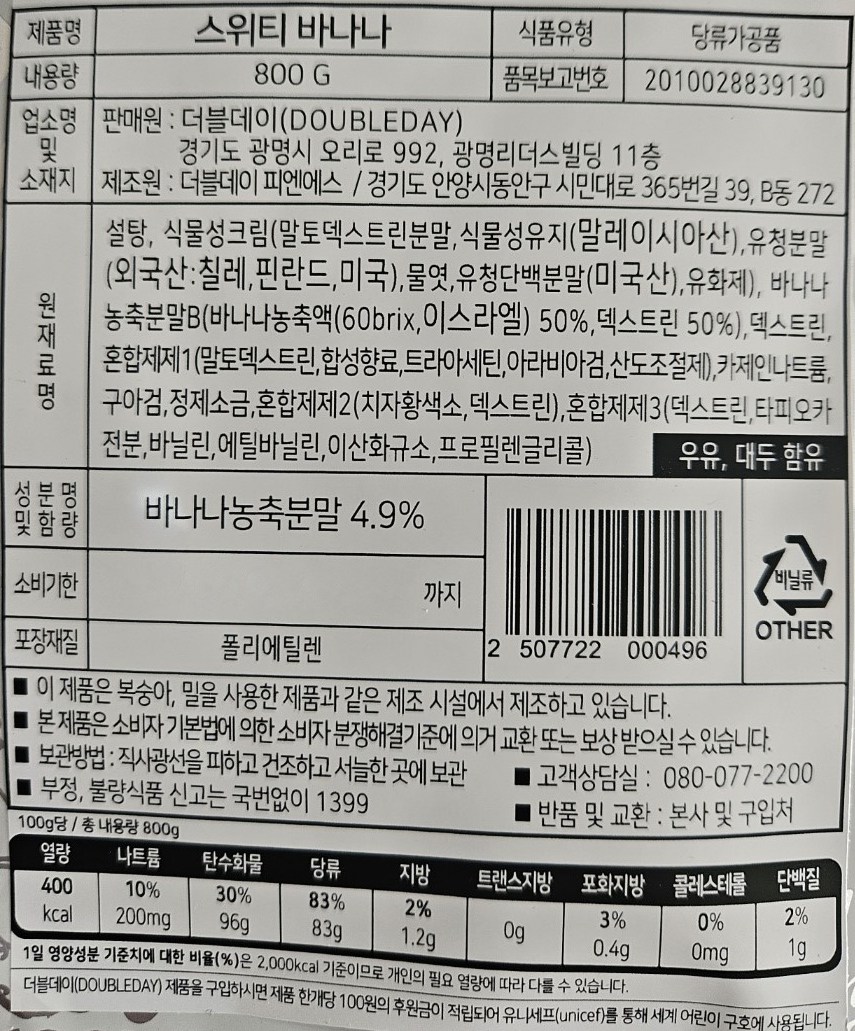 제품명 스위티 바나나 식품유형 당류가공품
내용량 800 G 품목보고번호 2010028839130
업소명 및 소재지
판매원 : 더블데이(DOUBLEDAY)
경기도 광명시 오리로 992, 광명리더스빌딩 11층
제조원 : 더블데이 피엔에스 / 경기도 안양시동안구 시민대로 365번길 39, B동 272
원재료명
설탕, 식물성크림(말토덱스트린분말,식물성유지(말레이시아산),유청분말
(외국산:칠레,핀란드,미국),물엿,유청단백분말(미국산),유화제), 바나나
농축분말B(바나나농축액(60brix,이스라엘) 50%,덱스트린 50%),덱스트린,
혼합제제1(말토덱스트린,합성향료,트라아세틴,아라비아검,산도조절제),카제인나트륨,
구아검,정제소금,혼합제제2(치자황색소,덱스트린),혼합제제3(덱스트린,타피오카
전분,바닐린,에틸바닐린,이산화규소,프로필렌글리콜)
우유, 대두 함유
성분명 및 함량 바나나농축분말 4.9%
소비기한 까지
포장재질 폴리에틸렌
2 507722 000496
비닐류
OTHER
■ 이 제품은 복숭아, 밀을 사용한 제품과 같은 제조 시설에서 제조하고 있습니다.
■ 본 제품은 소비자 기본법에 의한 소비자 분쟁해결기준에 의거 교환 또는 보상 받으실 수 있습니다.
■ 보관방법 : 직사광선을 피하고 건조하고 서늘한 곳에 보관 ■ 고객상담실 : 080-077-2200
■ 부정, 불량식품 신고는 국번없이 1399 ■ 반품 및 교환 : 본사 및 구입처
100g당 / 총 내용량 800g
열량 나트륨 탄수화물 당류 지방 트랜스지방 포화지방 콜레스테롤 단백질
400 10% 30% 83% 2% 3% 0% 2%
kcal 200mg 96g 83g 1.2g 0g 0.4g 0mg 1g
1일 영양성분 기준치에 대한 비율(%)은 2,000kcal 기준이므로 개인의 필요 열량에 따라 다를 수 있습니다.
더블데이(DOUBLEDAY) 제품을 구입하시면 제품 한개당 100원의 후원금이 적립되어 유니세프(unicef)를 통해 세계 어린이 구호에 사용됩니다.